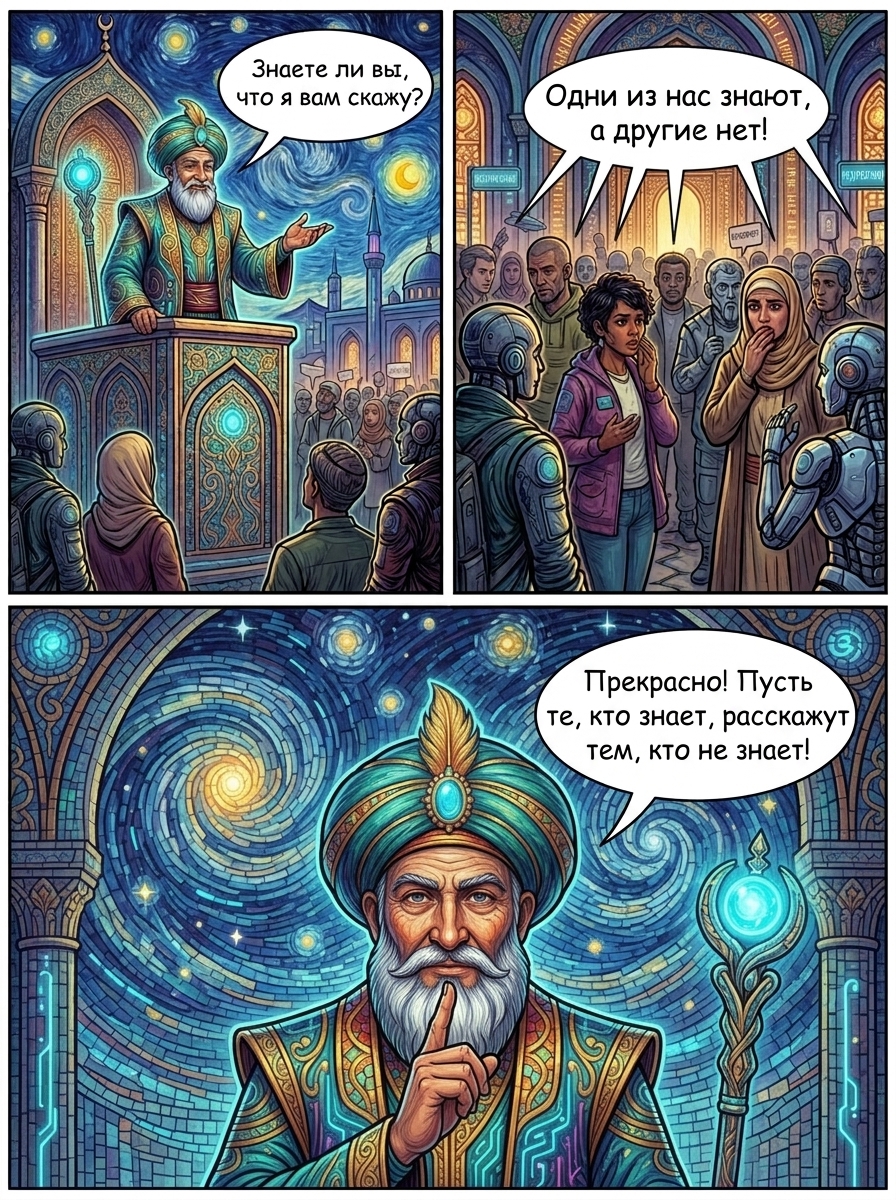 Знаете ли вы,
что я вам скажу?
Одни из нас знают,
а другие нет!
Прекрасно! Пусть
те, кто знает, расскажут
тем, кто не знает!